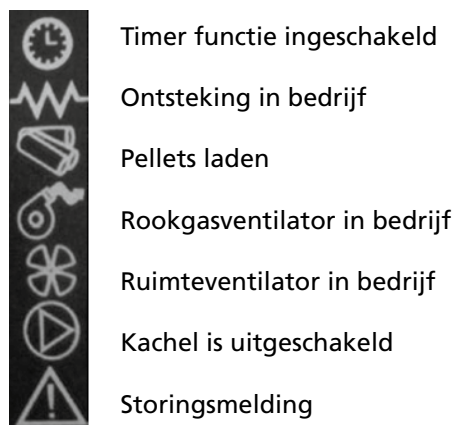 Timer functie ingeschakeld
Ontsteking in bedrijf
Pellets laden
Rookgasventilator in bedrijf
Ruimteventilator in bedrijf
Kachel is uitgeschakeld
Storingsmelding